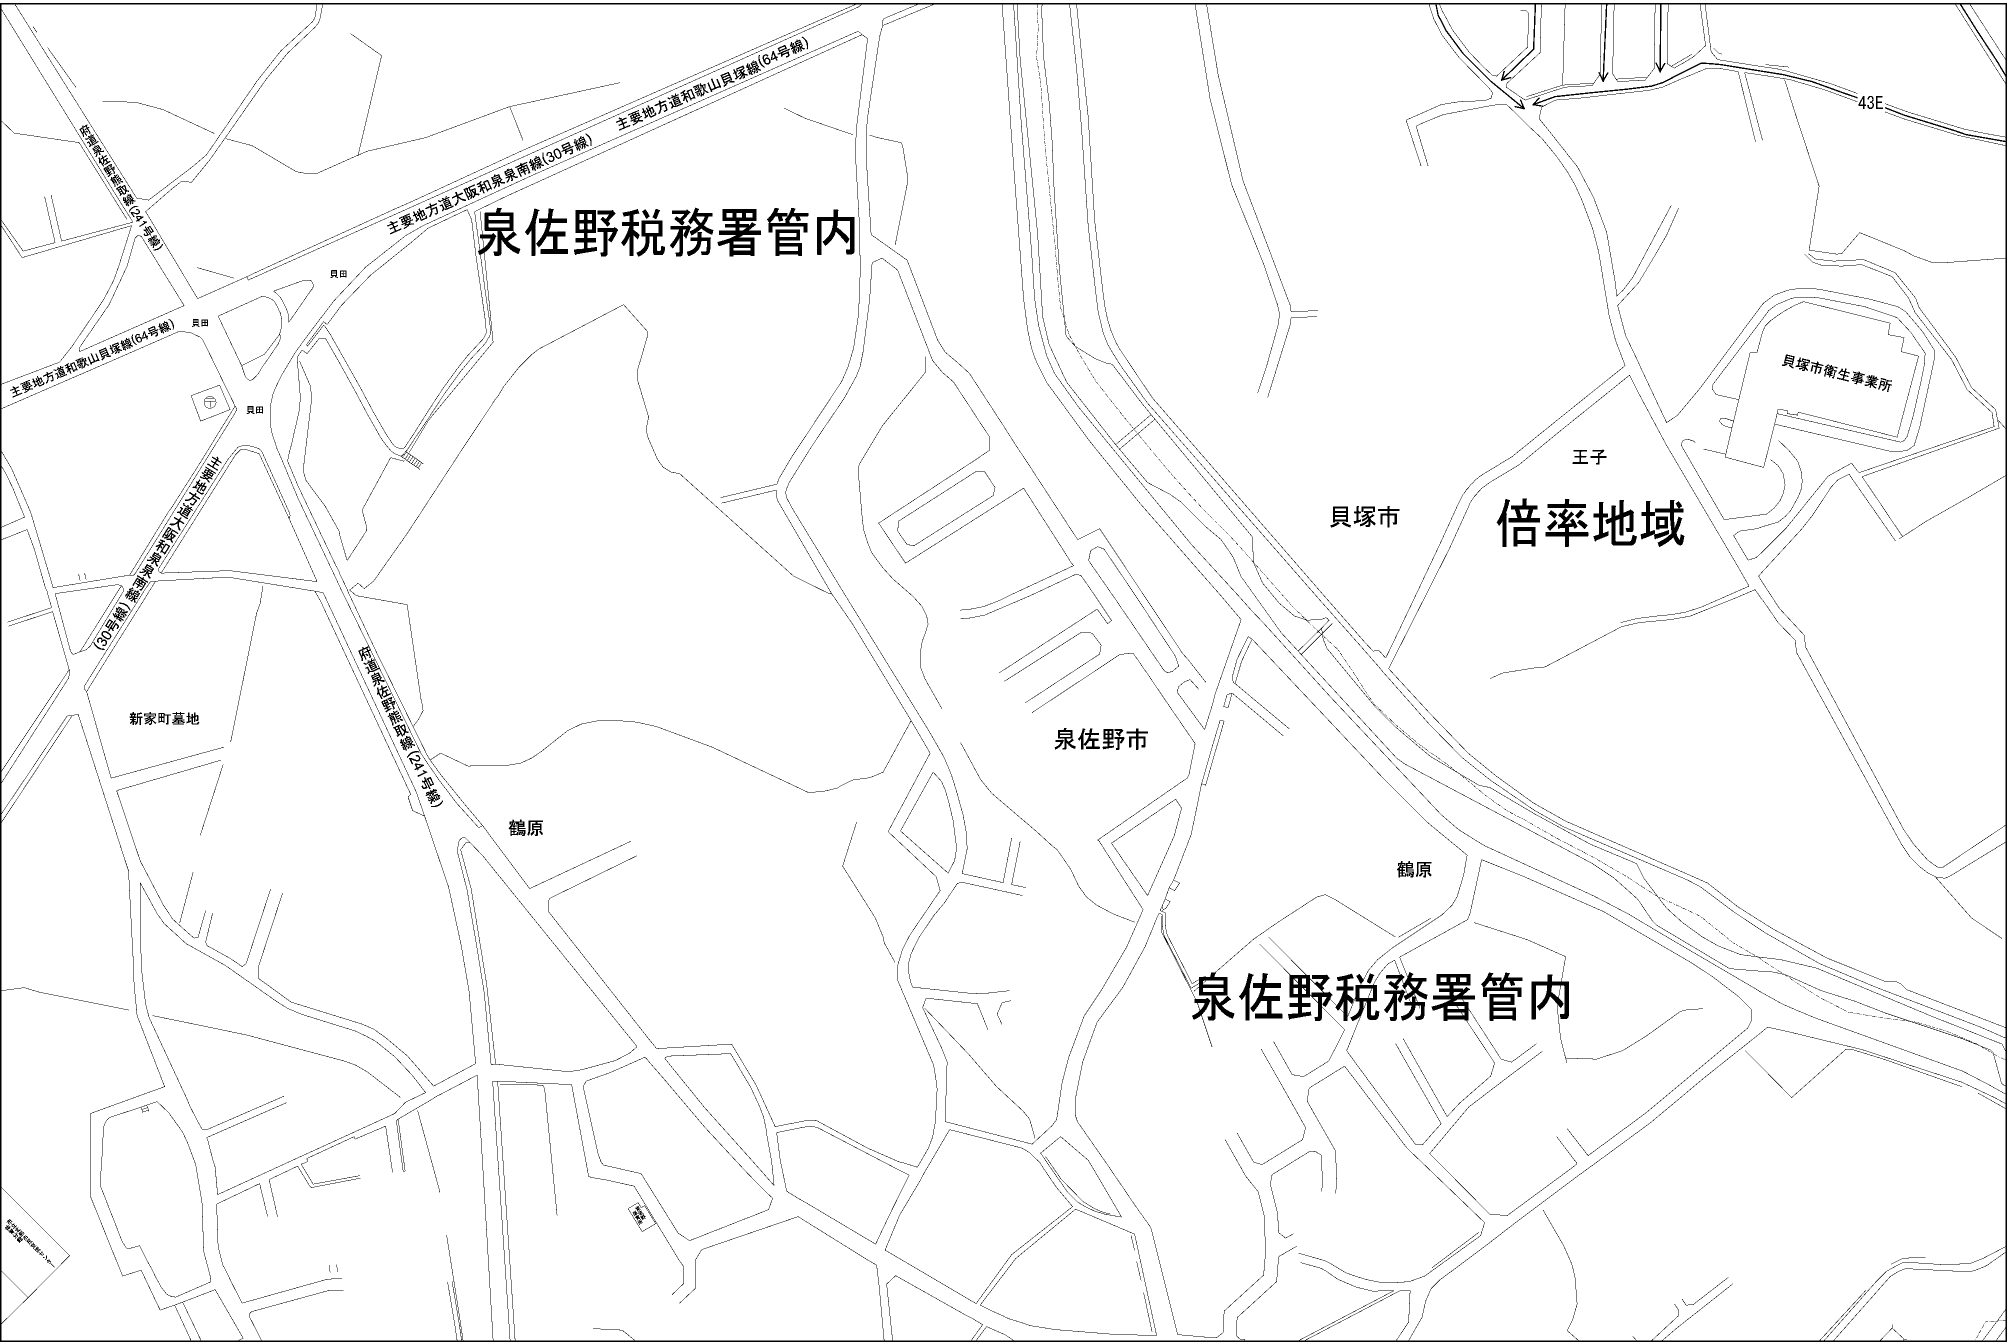 主要地方道和歌山貝塚線(64号線)
43E
府道泉佐野熊取線(241号線)
主要地方道大阪和泉泉南線(30号線)
泉佐野税務署管内
貝田
貝田
主要地方道和歌山貝塚線(64号線)
貝塚市衛生事業所
貝田
王子
主要地方道大阪和泉泉南線(30号線)
貝塚市
倍率地域
府道泉佐野熊取線(241号線)
新家町墓地
泉佐野市
鶴原
鶴原
泉佐野税務署管内